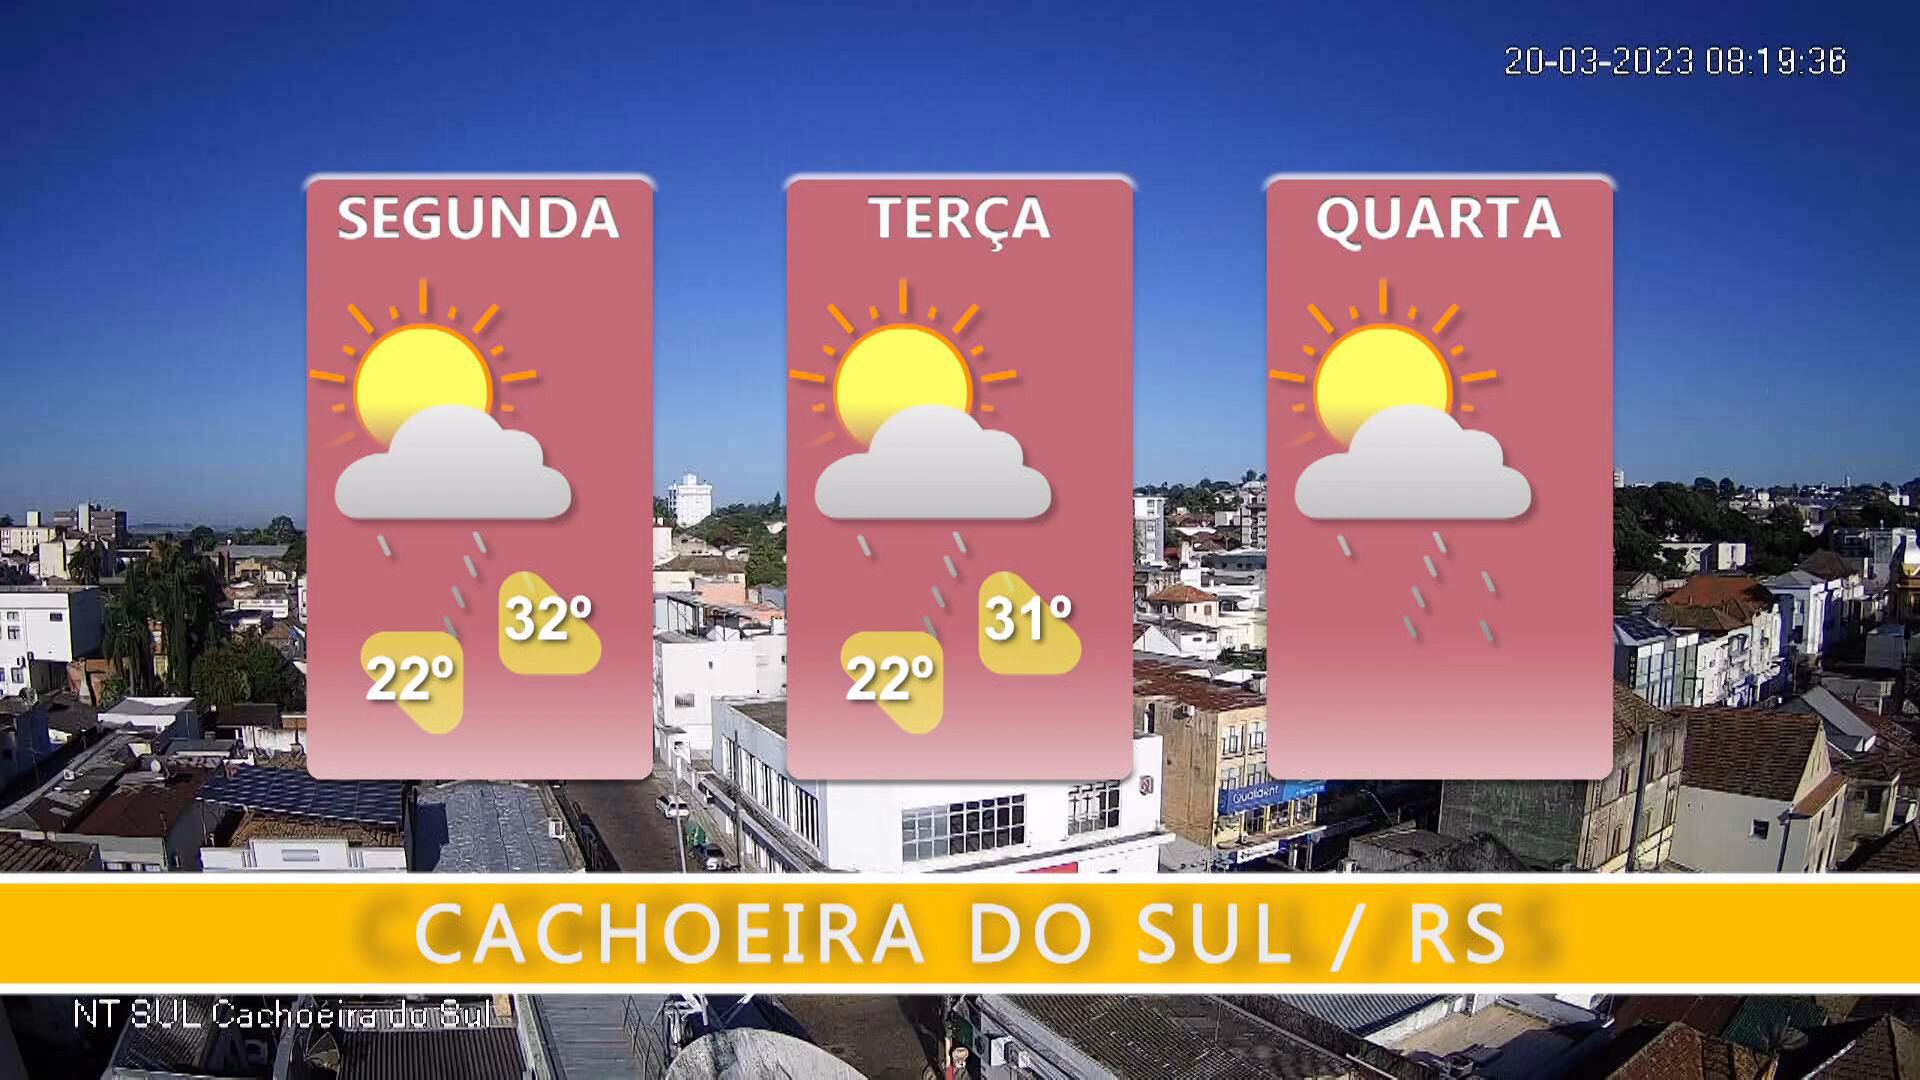 20-03-2023 08:19:36
SEGUNDA
TERÇA
QUARTA
32º
22º
31º
22º
Qualident
CACHOEIRA DO SUL / RS
NT SUL Cachoeira do Sul